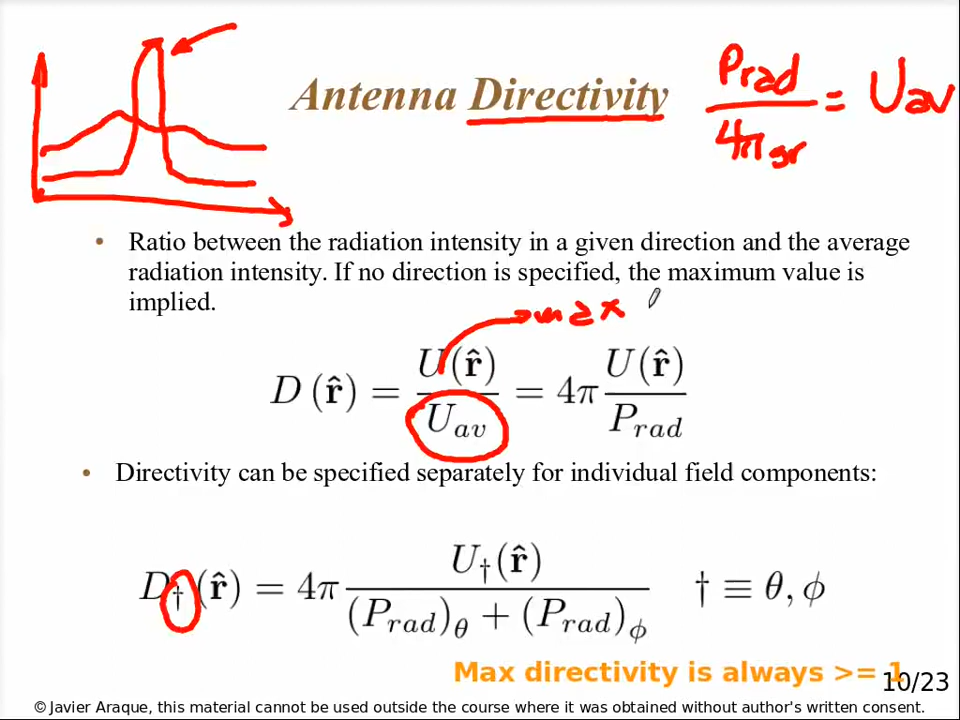 Antenna Directivity
Prad / 4π sr = Uav
• Ratio between the radiation intensity in a given direction and the average
radiation intensity. If no direction is specified, the maximum value is
implied.
max
D(r̂) = U(r̂) / Uav = 4π U(r̂) / Prad
• Directivity can be specified separately for individual field components:
D†(r̂) = 4π U†(r̂) / ((Prad)θ + (Prad)ϕ)   † ≡ θ, ϕ
Max directivity is always >= 1
10/23
© Javier Araque, this material cannot be used outside the course where it was obtained without author's written consent.